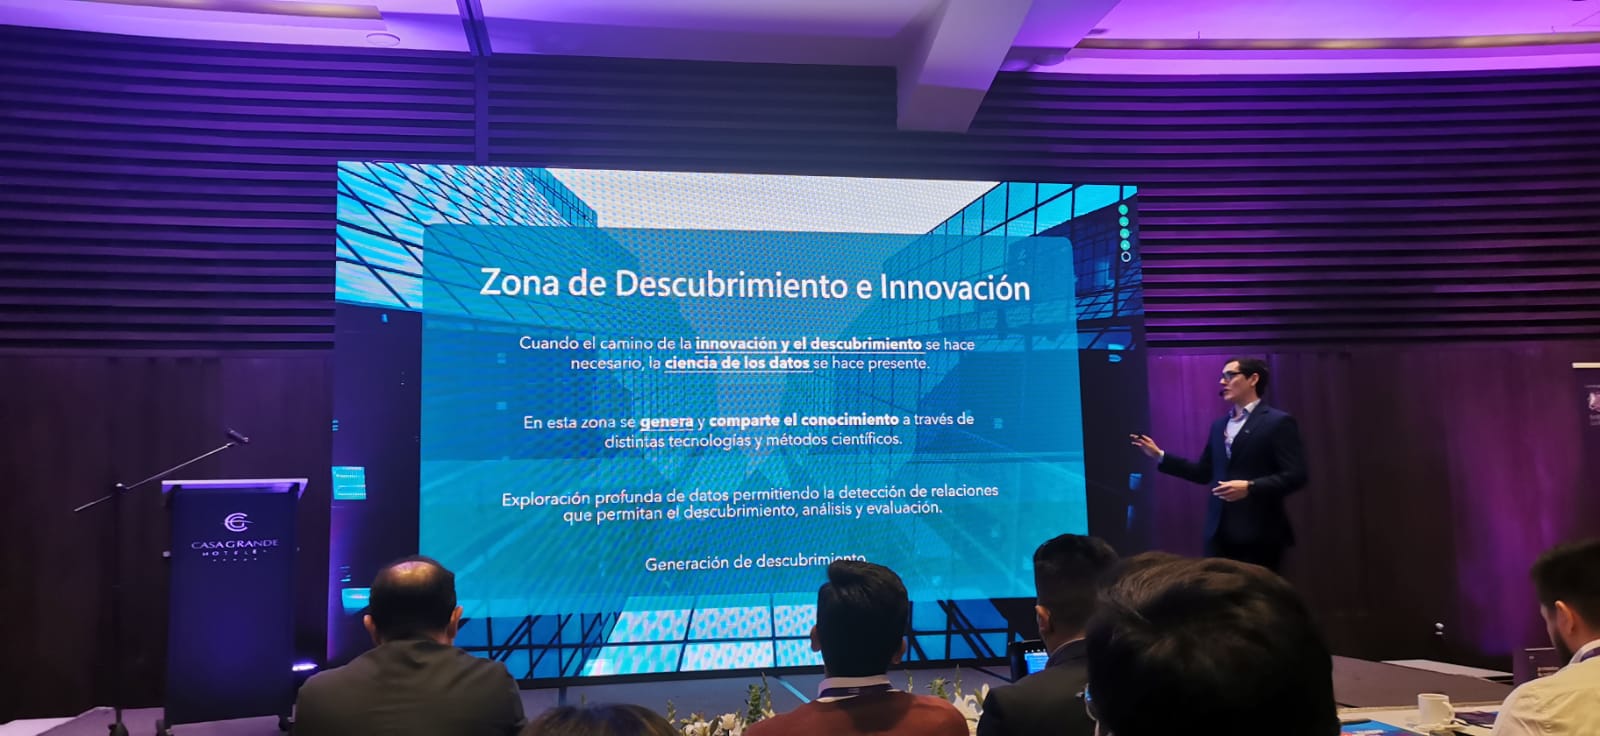 Zona de Descubrimiento e Innovación
Cuando el camino de la innovación y el descubrimiento se hace
necesario, la ciencia de los datos se hace presente.
En esta zona se genera y comparte el conocimiento a través de
distintas tecnologías y métodos científicos.
Exploración profunda de datos permitiendo la detección de relaciones
que permitan el descubrimiento, análisis y evaluación.
Generación de descubrimiento
CASA GRANDE
HOTELES